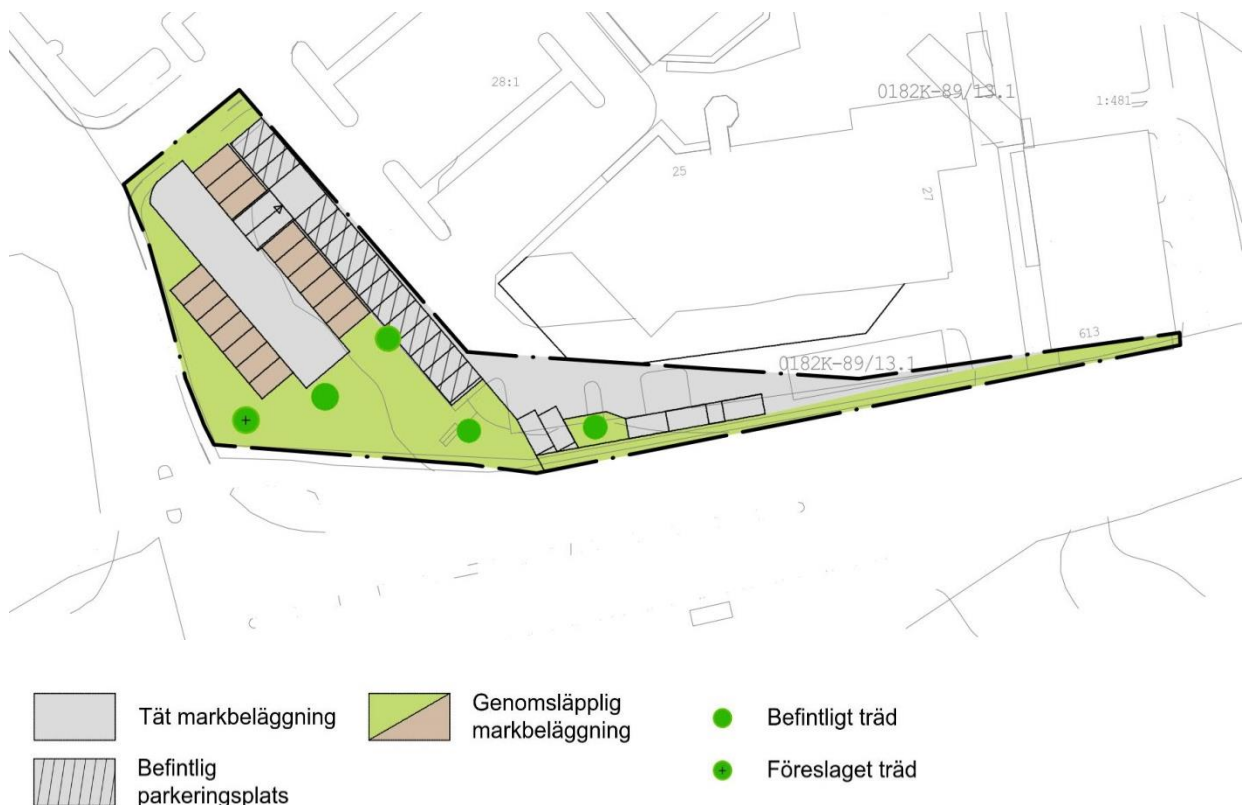 28:1
0182K-89/13.1
1:481
25
27
613
0182K-89/13.1
Tät markbeläggning
Genomsläpplig
markbeläggning
Befintligt träd
Befintlig
parkeringsplats
Föreslaget träd